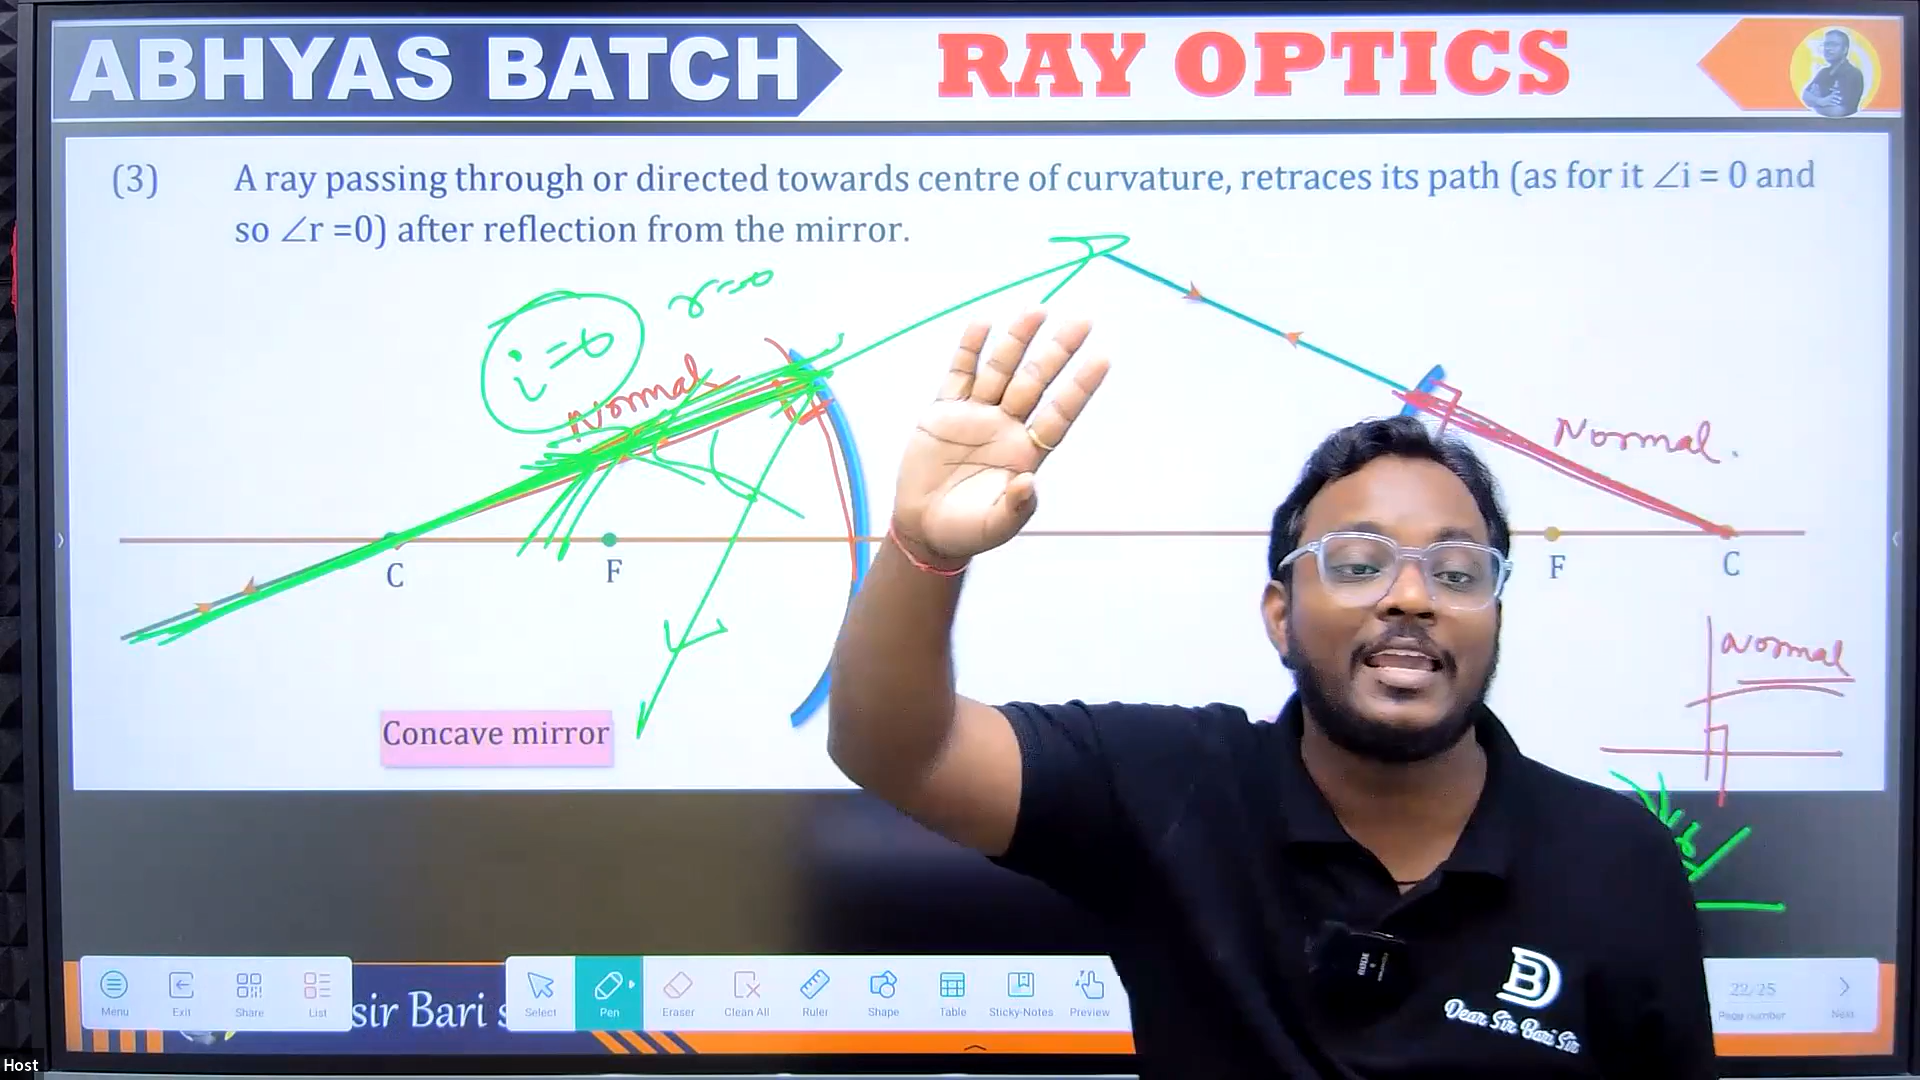 ABHYAS BATCH
RAY OPTICS
(3) A ray passing through or directed towards centre of curvature, retraces its path (as for it ∠i = 0 and
so ∠r =0) after reflection from the mirror.
i=0
r=0
Normal
Normal.
C
F
F
C
Normal
Concave mirror
sir Bari s
Menu
Exit
Share
List
Select
Pen
Eraser
Clean All
Ruler
Shape
Table
Sticky-Notes
Preview
22/25
Page number
Next
B
Dear Sir Bari Sir
RODE
Host